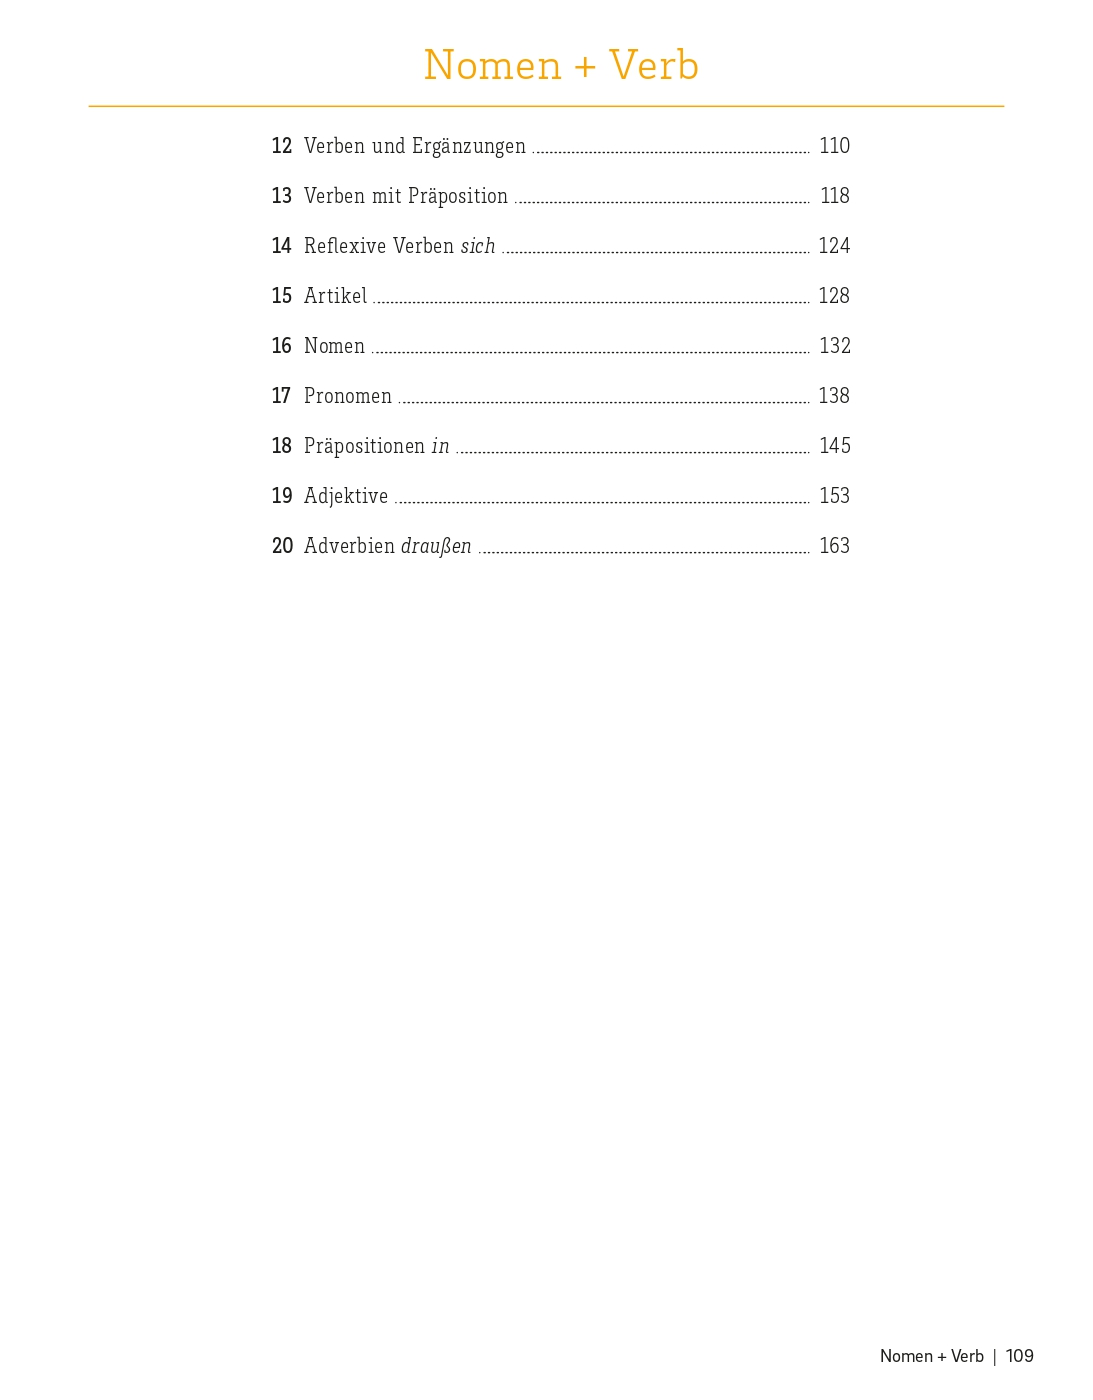 Nomen + Verb
12 Verben und Ergänzungen 110
13 Verben mit Präposition 118
14 Reflexive Verben sich 124
15 Artikel 128
16 Nomen 132
17 Pronomen 138
18 Präpositionen in 145
19 Adjektive 153
20 Adverbien draußen 163
Nomen + Verb | 109